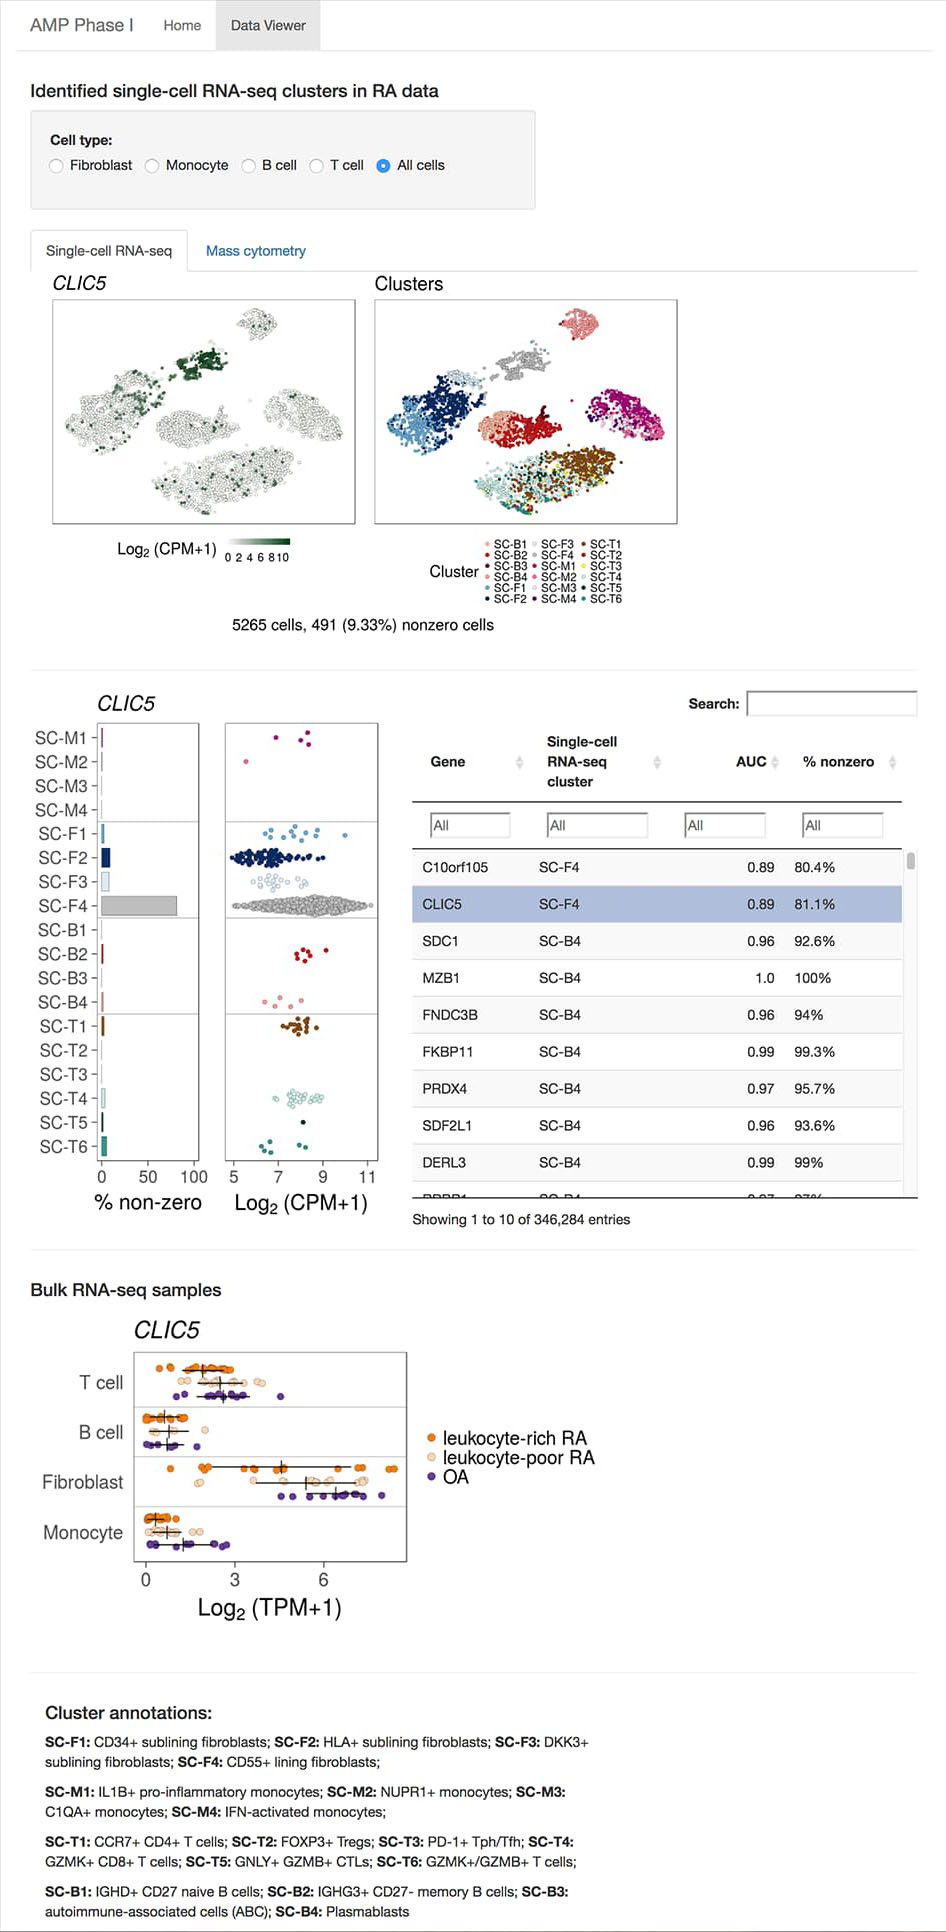 AMP Phase I Home Data Viewer
Identified single-cell RNA-seq clusters in RA data
Cell type:
Fibroblast Monocyte B cell T cell All cells
Single-cell RNA-seq Mass cytometry
CLIC5 Clusters
Log2 (CPM+1) 0 2 4 6 8 10
Cluster
SC-B1 SC-F3 SC-T1
SC-B2 SC-F4 SC-T2
SC-B3 SC-M1 SC-T3
SC-B4 SC-M2 SC-T4
SC-F1 SC-M3 SC-T5
SC-F2 SC-M4 SC-T6
5265 cells, 491 (9.33%) nonzero cells
CLIC5
SC-M1
SC-M2
SC-M3
SC-M4
SC-F1
SC-F2
SC-F3
SC-F4
SC-B1
SC-B2
SC-B3
SC-B4
SC-T1
SC-T2
SC-T3
SC-T4
SC-T5
SC-T6
0 50 100 5 7 9 11
% non-zero Log2 (CPM+1)
Search:
Gene Single-cell RNA-seq cluster AUC % nonzero
All All All All
C10orf105 SC-F4 0.89 80.4%
CLIC5 SC-F4 0.89 81.1%
SDC1 SC-B4 0.96 92.6%
MZB1 SC-B4 1.0 100%
FNDC3B SC-B4 0.96 94%
FKBP11 SC-B4 0.99 99.3%
PRDX4 SC-B4 0.97 95.7%
SDF2L1 SC-B4 0.96 93.6%
DERL3 SC-B4 0.99 99%
Showing 1 to 10 of 346,284 entries
Bulk RNA-seq samples
CLIC5
T cell
B cell
Fibroblast
Monocyte
0 3 6
Log2 (TPM+1)
leukocyte-rich RA
leukocyte-poor RA
OA
Cluster annotations:
SC-F1: CD34+ sublining fibroblasts; SC-F2: HLA+ sublining fibroblasts; SC-F3: DKK3+
sublining fibroblasts; SC-F4: CD55+ lining fibroblasts;
SC-M1: IL1B+ pro-inflammatory monocytes; SC-M2: NUPR1+ monocytes; SC-M3:
C1QA+ monocytes; SC-M4: IFN-activated monocytes;
SC-T1: CCR7+ CD4+ T cells; SC-T2: FOXP3+ Tregs; SC-T3: PD-1+ Tph/Tfh; SC-T4:
GZMK+ CD8+ T cells; SC-T5: GNLY+ GZMB+ CTLs; SC-T6: GZMK+/GZMB+ T cells;
SC-B1: IGHD+ CD27 naive B cells; SC-B2: IGHG3+ CD27- memory B cells; SC-B3:
autoimmune-associated cells (ABC); SC-B4: Plasmablasts